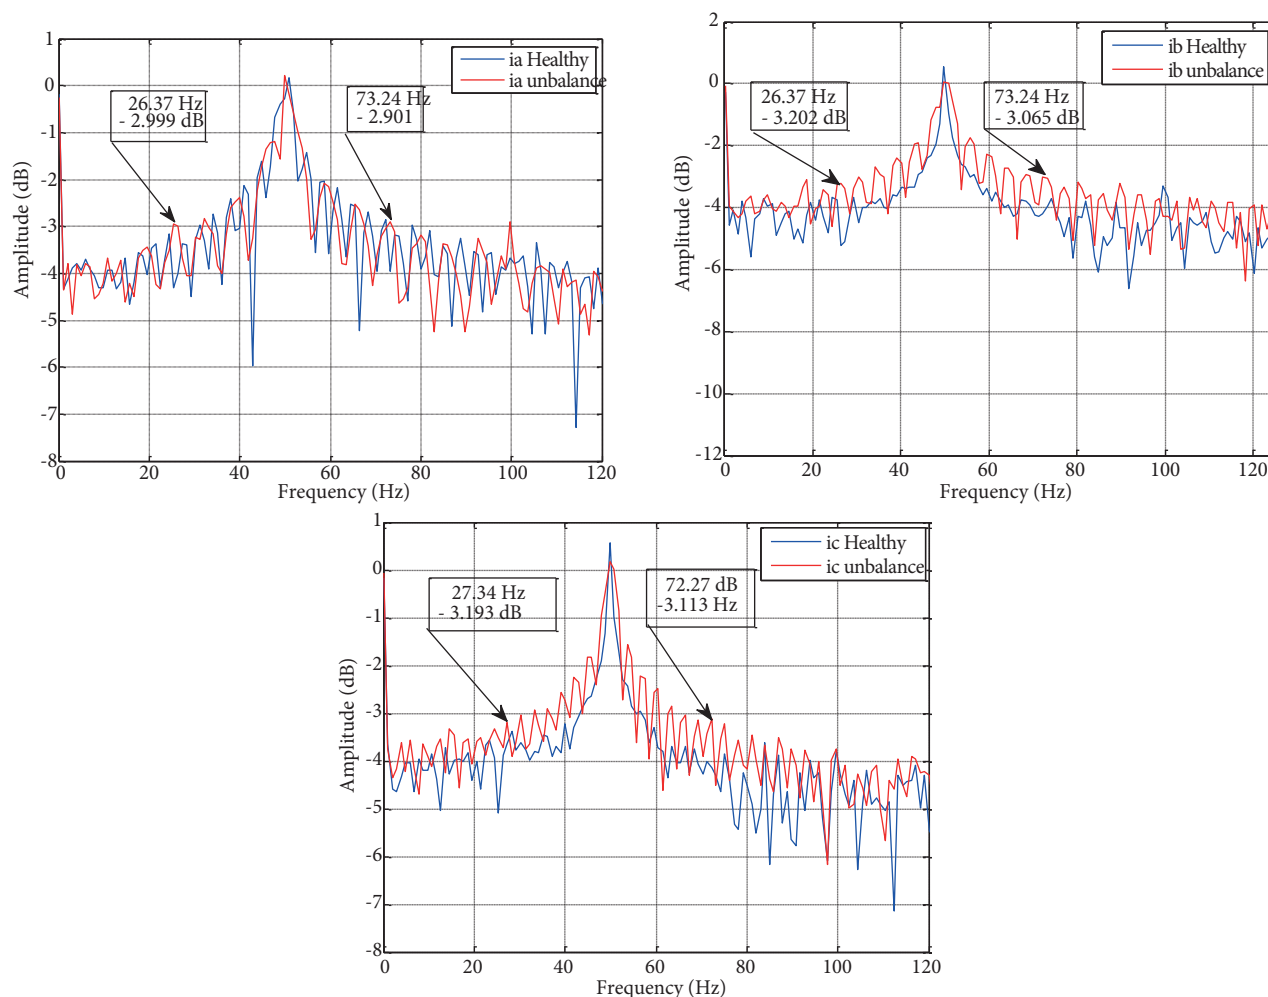 ia Healthy
ia unbalance
26.37 Hz
- 2.999 dB
73.24 Hz
- 2.901
1
0
-1
-2
-3
-4
-5
-6
-7
-8
Amplitude (dB)
0 20 40 60 80 100 120
Frequency (Hz)
ib Healthy
ib unbalance
26.37 Hz
- 3.202 dB
73.24 Hz
- 3.065 dB
2
0
-2
-4
-6
-8
-10
-12
Amplitude (dB)
0 20 40 60 80 100 120
Frequency (Hz)
ic Healthy
ic unbalance
27.34 Hz
- 3.193 dB
72.27 dB
-3.113 Hz
1
0
-1
-2
-3
-4
-5
-6
-7
-8
Amplitude (dB)
0 20 40 60 80 100 120
Frequency (Hz)